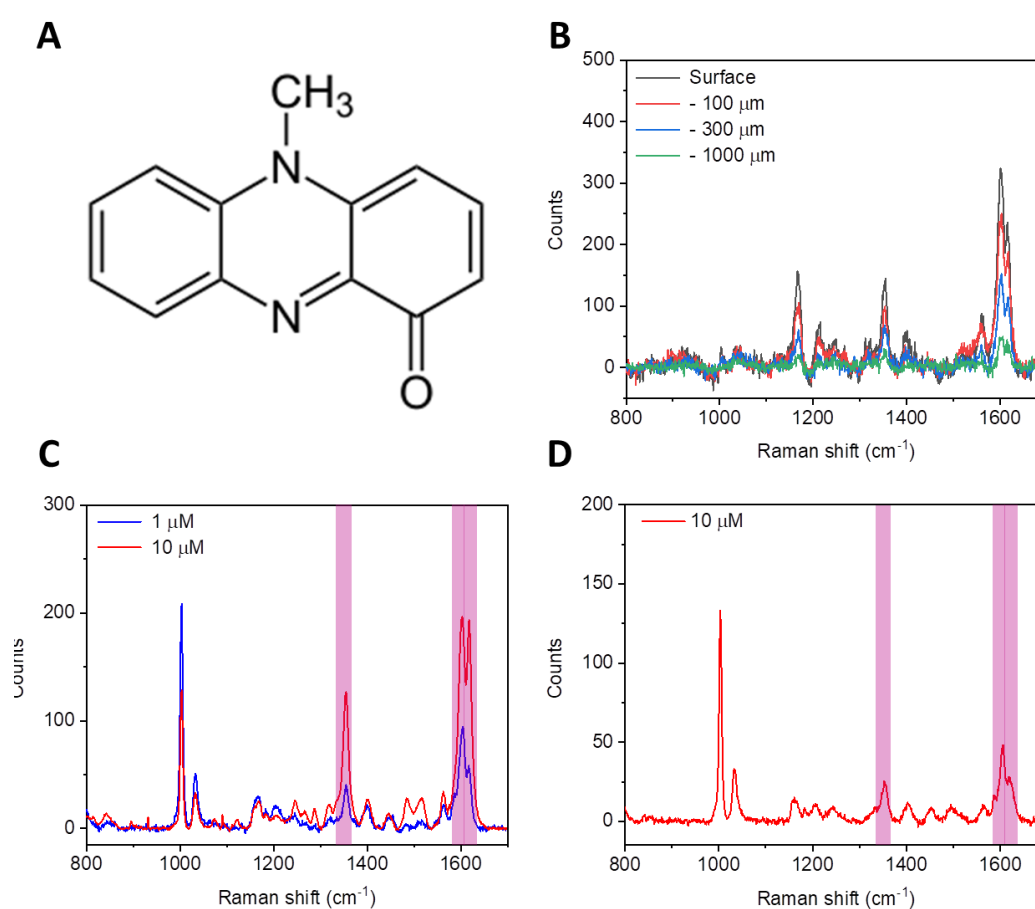 A
CH3
N
N
O
B
500
400
300
200
100
0
Counts
Surface
- 100 μm
- 300 μm
- 1000 μm
800 1000 1200 1400 1600
Raman shift (cm-1)
C
300
200
100
0
Counts
1 μM
10 μM
800 1000 1200 1400 1600
Raman shift (cm-1)
D
200
150
100
50
0
Counts
10 μM
800 1000 1200 1400 1600
Raman shift (cm-1)